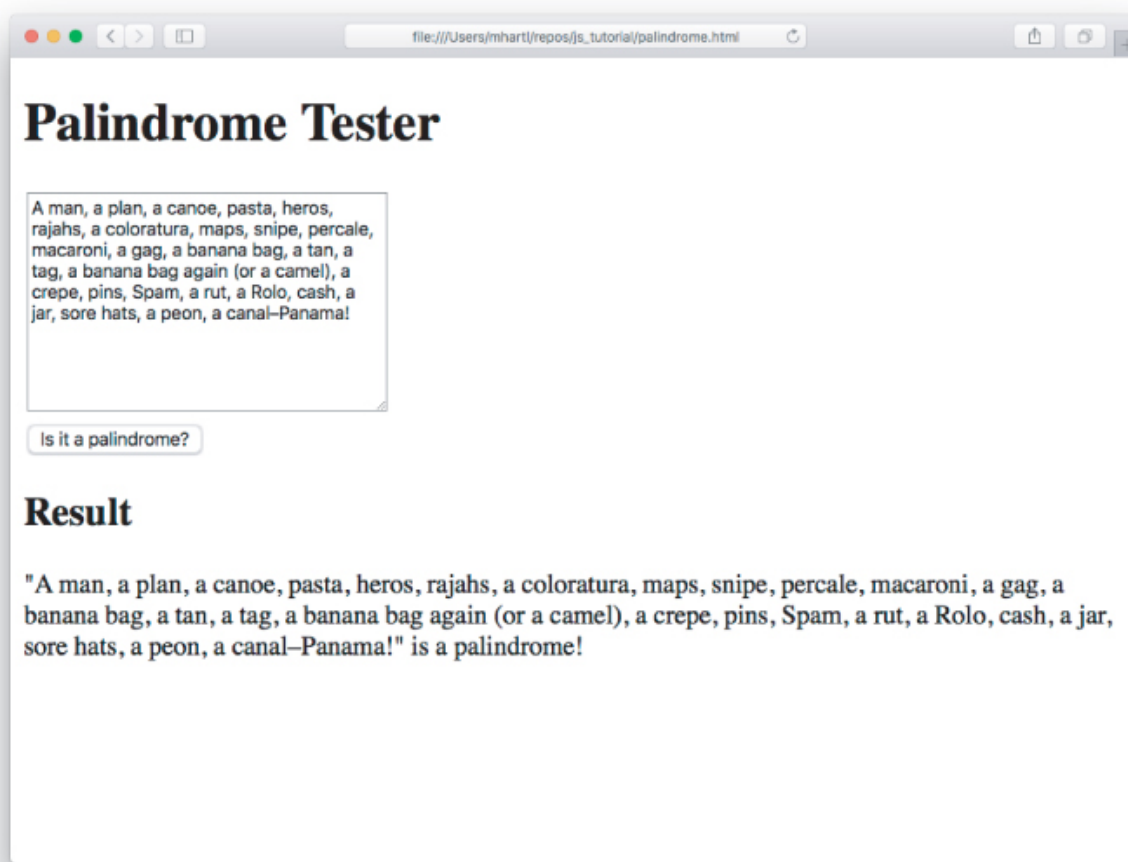 file:///Users/mhartl/repos/js_tutorial/palindrome.html
Palindrome Tester
A man, a plan, a canoe, pasta, heros,
rajahs, a coloratura, maps, snipe, percale,
macaroni, a gag, a banana bag, a tan, a
tag, a banana bag again (or a camel), a
crepe, pins, Spam, a rut, a Rolo, cash, a
jar, sore hats, a peon, a canal–Panama!
Is it a palindrome?
Result
"A man, a plan, a canoe, pasta, heros, rajahs, a coloratura, maps, snipe, percale, macaroni, a gag, a
banana bag, a tan, a tag, a banana bag again (or a camel), a crepe, pins, Spam, a rut, a Rolo, cash, a jar,
sore hats, a peon, a canal–Panama!" is a palindrome!